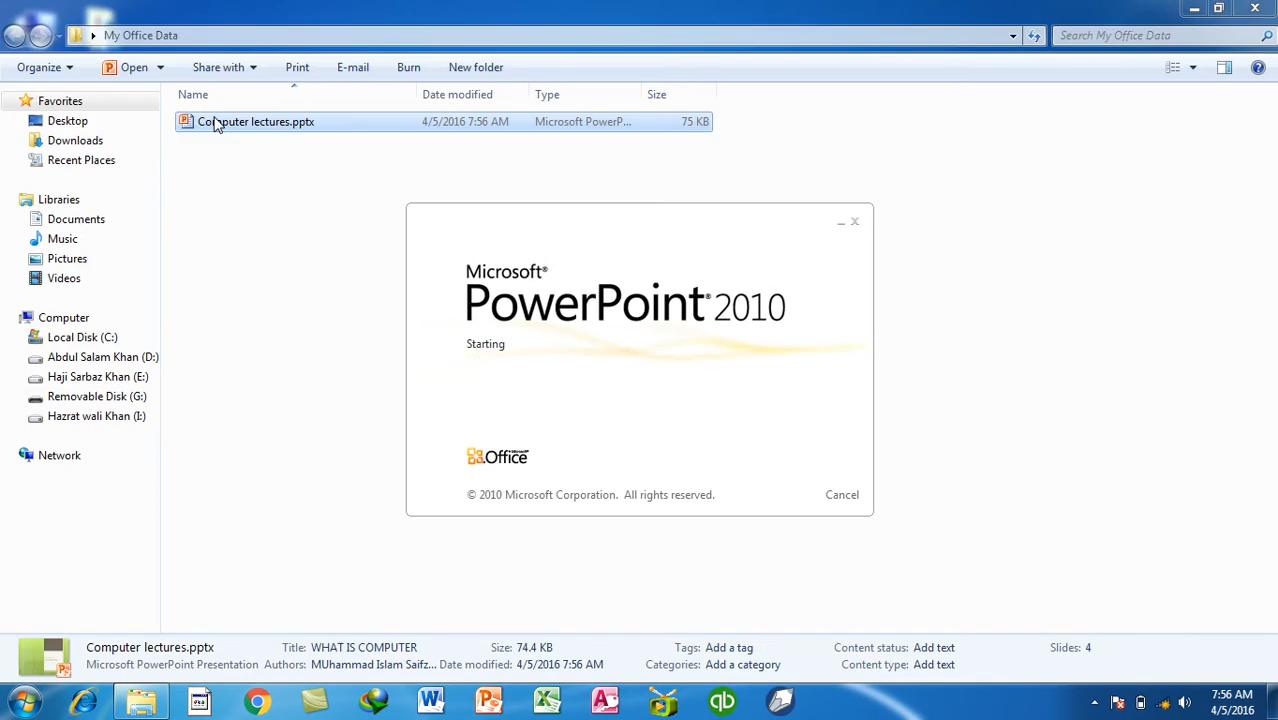 My Office Data
Search My Office Data
Organize Open Share with Print E-mail Burn New folder
Name Date modified Type Size
Favorites
Computer lectures.pptx 4/5/2016 7:56 AM Microsoft PowerP... 75 KB
Desktop
Downloads
Recent Places
Libraries
Documents
Music
Pictures
Videos
Computer
Local Disk (C:)
Abdul Salam Khan (D:)
Haji Sarbaz Khan (E:)
Removable Disk (G:)
Hazrat wali Khan (I:)
Network
Microsoft®
PowerPoint® 2010
Starting
Microsoft
Office
© 2010 Microsoft Corporation. All rights reserved. Cancel
Computer lectures.pptx Title: WHAT IS COMPUTER Size: 74.4 KB Tags: Add a tag Content status: Add text Slides: 4
Microsoft PowerPoint Presentation Authors: MUhammad Islam Saifz... Date modified: 4/5/2016 7:56 AM Categories: Add a category Content type: Add text
7:56 AM
4/5/2016